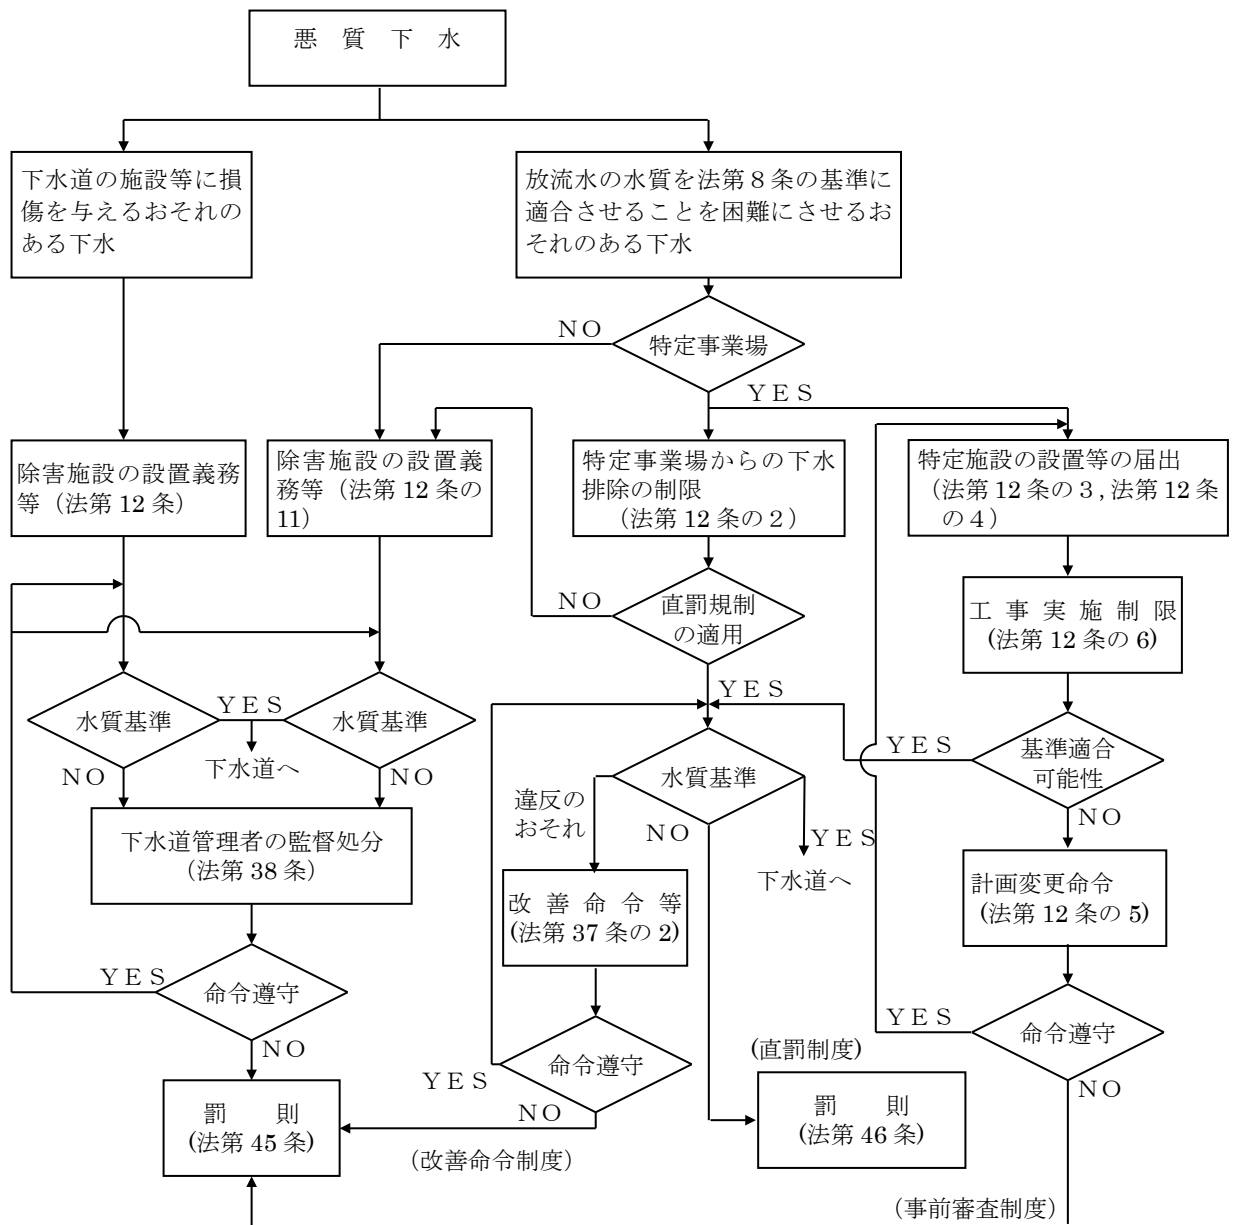 悪 質 下 水
下水道の施設等に損
傷を与えるおそれの
ある下水
放流水の水質を法第８条の基準に
適合させることを困難にさせるお
それのある下水
NO
特定事業場
YES
除害施設の設置義務
等（法第 12 条）
除害施設の設置義
務等（法第 12 条の
11）
特定事業場からの下水
排除の制限
（法第 12 条の２）
特定施設の設置等の届出
（法第 12 条の３,法第 12 条
の４）
NO
直罰規制
の適用
工 事 実 施 制 限
(法第 12 条の 6)
水質基準
YES
水質基準
YES
YES
基準適合
可能性
NO
下水道へ
NO
水質基準
違反の
おそれ
NO
YES
NO
下水道管理者の監督処分
（法第 38 条）
下水道へ
改 善 命 令 等
(法第 37 条の 2)
計画変更命令
(法第 12 条の 5)
YES
命令遵守
NO
YES
命令遵守
NO
YES
命令遵守
NO
(直罰制度)
罰 則
(法第 45 条)
罰 則
(法第 46 条)
（改善命令制度）
（事前審査制度）